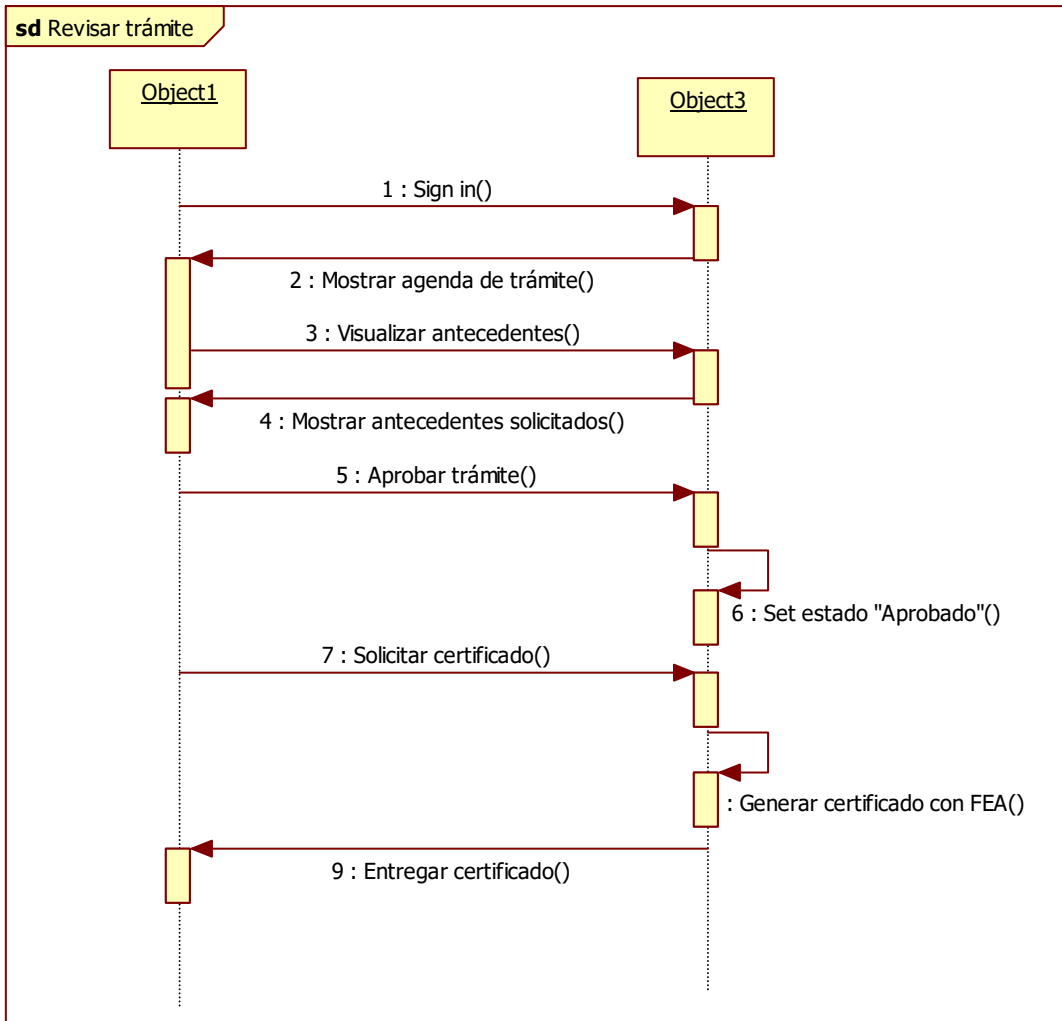 sd Revisar trámite
Object1
Object3
1 : Sign in()
2 : Mostrar agenda de trámite()
3 : Visualizar antecedentes()
4 : Mostrar antecedentes solicitados()
5 : Aprobar trámite()
6 : Set estado "Aprobado"()
7 : Solicitar certificado()
: Generar certificado con FEA()
9 : Entregar certificado()